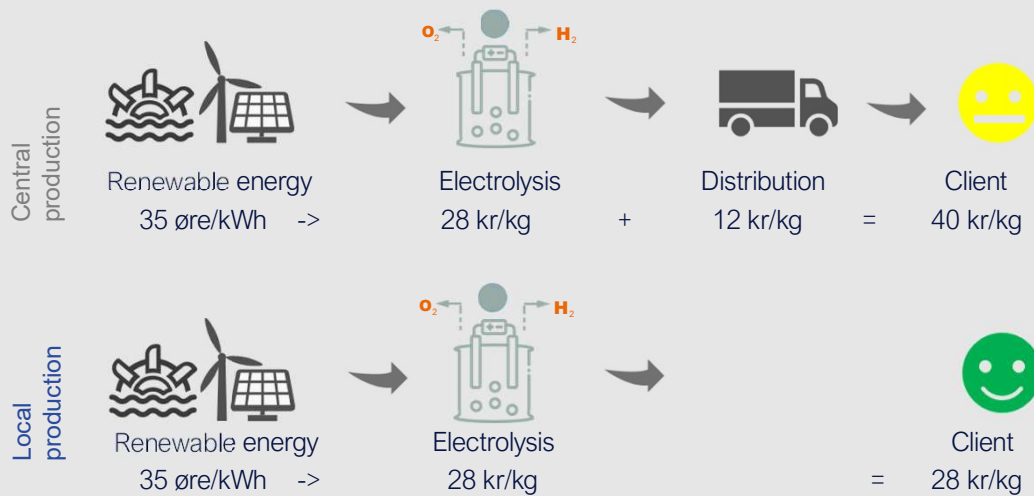 O₂ H₂
Central
production
Renewable energy Electrolysis Distribution Client
35 øre/kWh -> 28 kr/kg + 12 kr/kg = 40 kr/kg
O₂ H₂
Local
production
Renewable energy Electrolysis Client
35 øre/kWh -> 28 kr/kg = 28 kr/kg